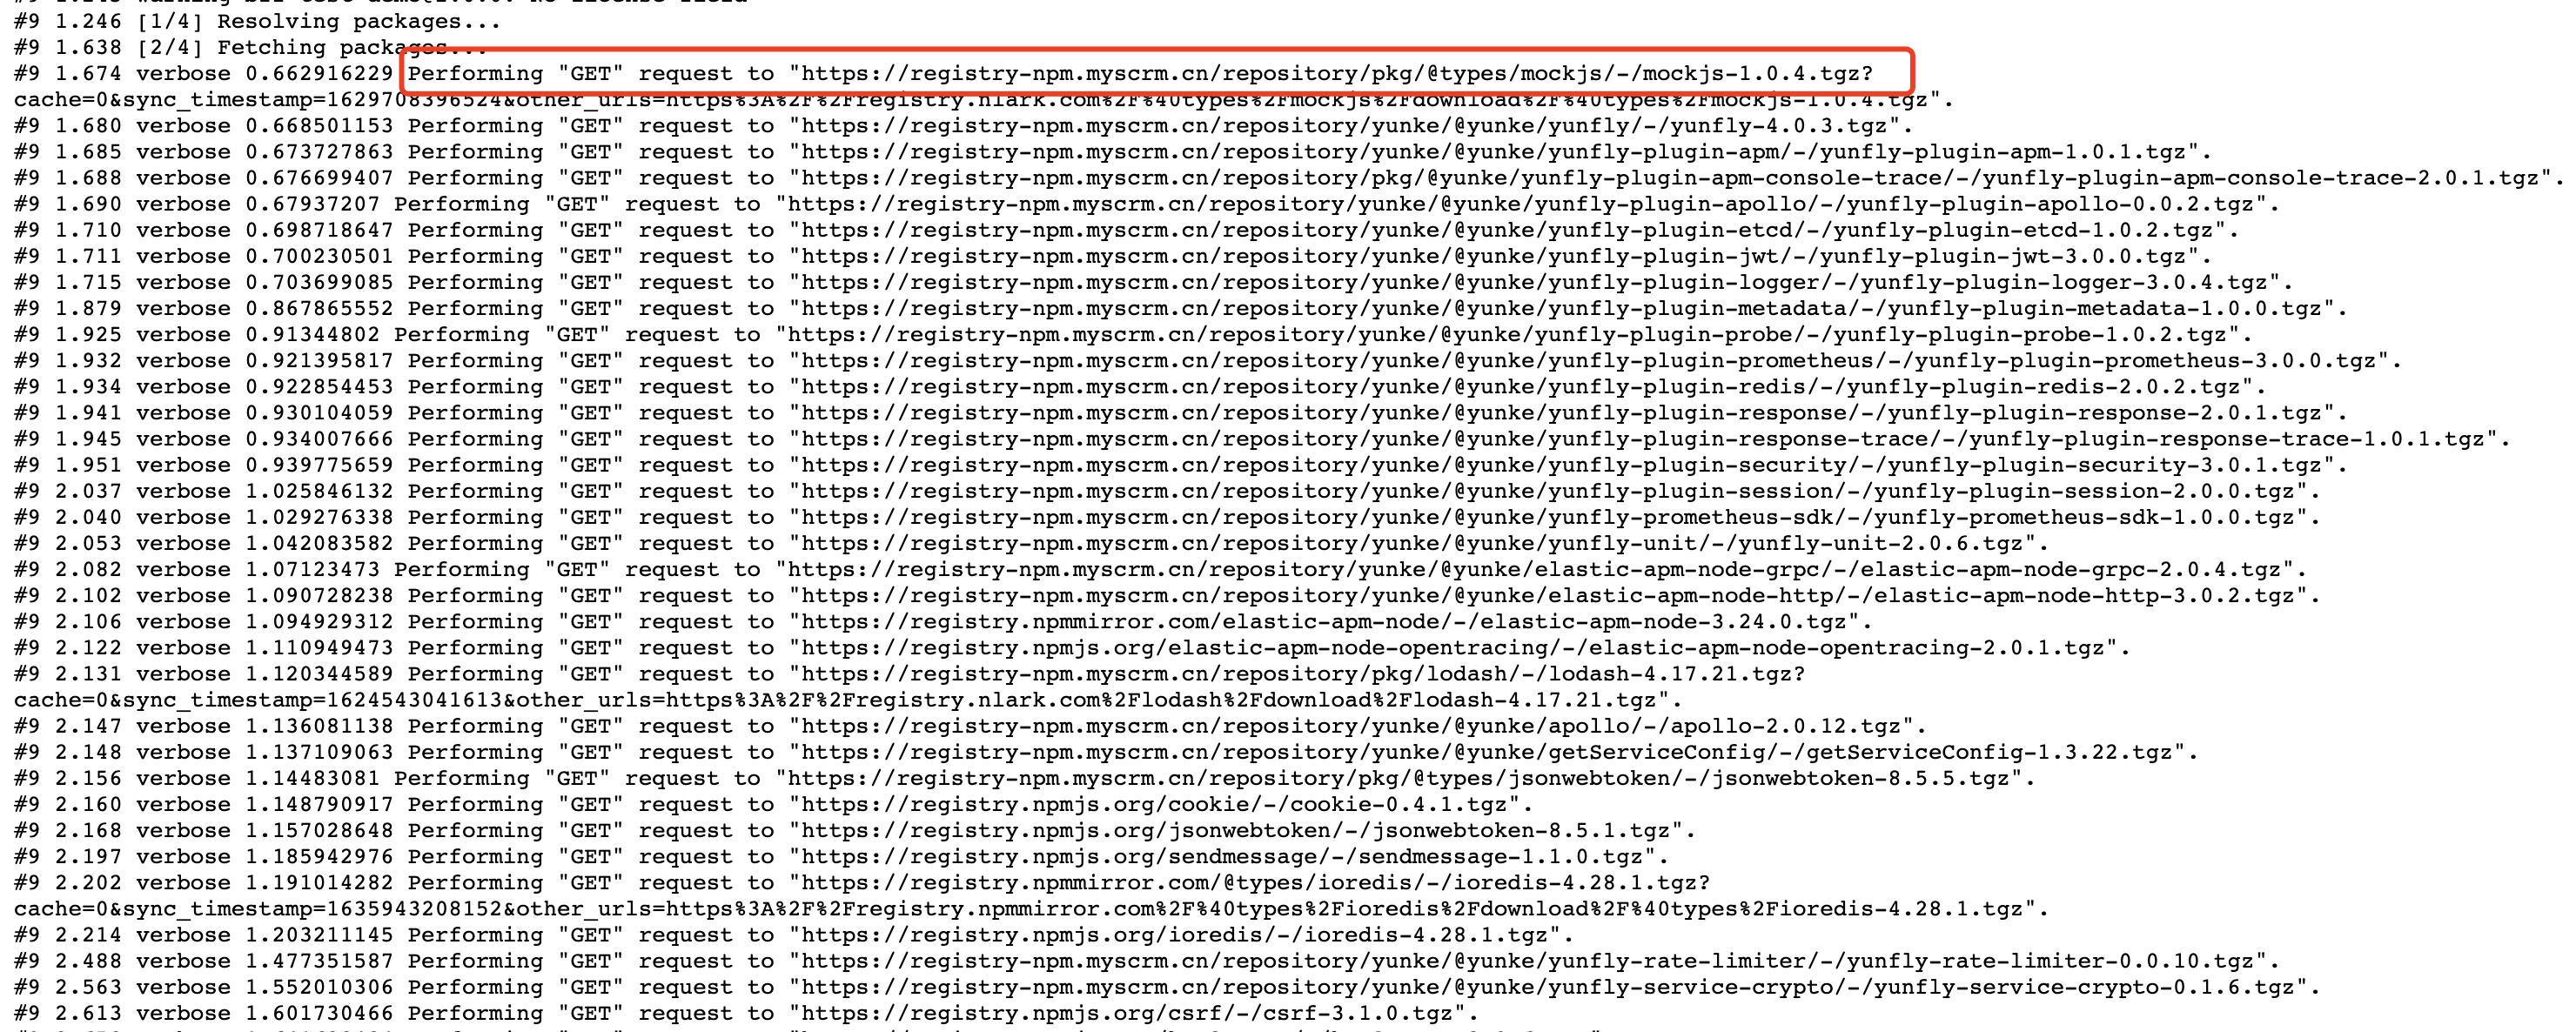 #9 1.246 [1/4] Resolving packages...
#9 1.638 [2/4] Fetching packages...
#9 1.674 verbose 0.662916229 Performing "GET" request to "https://registry-npm.myscrm.cn/repository/pkg/@types/mockjs/-/mockjs-1.0.4.tgz?
cache=0&sync_timestamp=1629708396524&other_urls=https%3A%2F%2Fregistry.nlark.com%2F%40types%2Fmockjs%2Fdownload%2F%40types%2Fmockjs-1.0.4.tgz".
#9 1.680 verbose 0.668501153 Performing "GET" request to "https://registry-npm.myscrm.cn/repository/yunke/@yunke/yunfly/-/yunfly-4.0.3.tgz".
#9 1.685 verbose 0.673727863 Performing "GET" request to "https://registry-npm.myscrm.cn/repository/yunke/@yunke/yunfly-plugin-apm/-/yunfly-plugin-apm-1.0.1.tgz".
#9 1.688 verbose 0.676699407 Performing "GET" request to "https://registry-npm.myscrm.cn/repository/pkg/@yunke/yunfly-plugin-apm-console-trace/-/yunfly-plugin-apm-console-trace-2.0.1.tgz".
#9 1.690 verbose 0.67937207 Performing "GET" request to "https://registry-npm.myscrm.cn/repository/yunke/@yunke/yunfly-plugin-apollo/-/yunfly-plugin-apollo-0.0.2.tgz".
#9 1.710 verbose 0.698718647 Performing "GET" request to "https://registry-npm.myscrm.cn/repository/yunke/@yunke/yunfly-plugin-etcd/-/yunfly-plugin-etcd-1.0.2.tgz".
#9 1.711 verbose 0.700230501 Performing "GET" request to "https://registry-npm.myscrm.cn/repository/yunke/@yunke/yunfly-plugin-jwt/-/yunfly-plugin-jwt-3.0.0.tgz".
#9 1.715 verbose 0.703699085 Performing "GET" request to "https://registry-npm.myscrm.cn/repository/yunke/@yunke/yunfly-plugin-logger/-/yunfly-plugin-logger-3.0.4.tgz".
#9 1.879 verbose 0.867865552 Performing "GET" request to "https://registry-npm.myscrm.cn/repository/yunke/@yunke/yunfly-plugin-metadata/-/yunfly-plugin-metadata-1.0.0.tgz".
#9 1.925 verbose 0.91344802 Performing "GET" request to "https://registry-npm.myscrm.cn/repository/yunke/@yunke/yunfly-plugin-probe/-/yunfly-plugin-probe-1.0.2.tgz".
#9 1.932 verbose 0.921395817 Performing "GET" request to "https://registry-npm.myscrm.cn/repository/yunke/@yunke/yunfly-plugin-prometheus/-/yunfly-plugin-prometheus-3.0.0.tgz".
#9 1.934 verbose 0.922854453 Performing "GET" request to "https://registry-npm.myscrm.cn/repository/yunke/@yunke/yunfly-plugin-redis/-/yunfly-plugin-redis-2.0.2.tgz".
#9 1.941 verbose 0.930104059 Performing "GET" request to "https://registry-npm.myscrm.cn/repository/yunke/@yunke/yunfly-plugin-response/-/yunfly-plugin-response-2.0.1.tgz".
#9 1.945 verbose 0.934007666 Performing "GET" request to "https://registry-npm.myscrm.cn/repository/yunke/@yunke/yunfly-plugin-response-trace/-/yunfly-plugin-response-trace-1.0.1.tgz".
#9 1.951 verbose 0.939775659 Performing "GET" request to "https://registry-npm.myscrm.cn/repository/yunke/@yunke/yunfly-plugin-security/-/yunfly-plugin-security-3.0.1.tgz".
#9 2.037 verbose 1.025846132 Performing "GET" request to "https://registry-npm.myscrm.cn/repository/yunke/@yunke/yunfly-plugin-session/-/yunfly-plugin-session-2.0.0.tgz".
#9 2.040 verbose 1.029276338 Performing "GET" request to "https://registry-npm.myscrm.cn/repository/yunke/@yunke/yunfly-prometheus-sdk/-/yunfly-prometheus-sdk-1.0.0.tgz".
#9 2.053 verbose 1.042083582 Performing "GET" request to "https://registry-npm.myscrm.cn/repository/yunke/@yunke/yunfly-unit/-/yunfly-unit-2.0.6.tgz".
#9 2.082 verbose 1.07123473 Performing "GET" request to "https://registry-npm.myscrm.cn/repository/yunke/@yunke/elastic-apm-node-grpc/-/elastic-apm-node-grpc-2.0.4.tgz".
#9 2.102 verbose 1.090728238 Performing "GET" request to "https://registry-npm.myscrm.cn/repository/yunke/@yunke/elastic-apm-node-http/-/elastic-apm-node-http-3.0.2.tgz".
#9 2.106 verbose 1.094929312 Performing "GET" request to "https://registry.npmmirror.com/elastic-apm-node/-/elastic-apm-node-3.24.0.tgz".
#9 2.122 verbose 1.110949473 Performing "GET" request to "https://registry.npmjs.org/elastic-apm-node-opentracing/-/elastic-apm-node-opentracing-2.0.1.tgz".
#9 2.131 verbose 1.120344589 Performing "GET" request to "https://registry-npm.myscrm.cn/repository/pkg/lodash/-/lodash-4.17.21.tgz?
cache=0&sync_timestamp=1624543041613&other_urls=https%3A%2F%2Fregistry.nlark.com%2Flodash%2Fdownload%2Flodash-4.17.21.tgz".
#9 2.147 verbose 1.136081138 Performing "GET" request to "https://registry-npm.myscrm.cn/repository/yunke/@yunke/apollo/-/apollo-2.0.12.tgz".
#9 2.148 verbose 1.137109063 Performing "GET" request to "https://registry-npm.myscrm.cn/repository/yunke/@yunke/getServiceConfig/-/getServiceConfig-1.3.22.tgz".
#9 2.156 verbose 1.14483081 Performing "GET" request to "https://registry-npm.myscrm.cn/repository/pkg/@types/jsonwebtoken/-/jsonwebtoken-8.5.5.tgz".
#9 2.160 verbose 1.148790917 Performing "GET" request to "https://registry.npmjs.org/cookie/-/cookie-0.4.1.tgz".
#9 2.168 verbose 1.157028648 Performing "GET" request to "https://registry.npmjs.org/jsonwebtoken/-/jsonwebtoken-8.5.1.tgz".
#9 2.197 verbose 1.185942976 Performing "GET" request to "https://registry.npmjs.org/sendmessage/-/sendmessage-1.1.0.tgz".
#9 2.202 verbose 1.191014282 Performing "GET" request to "https://registry.npmmirror.com/@types/ioredis/-/ioredis-4.28.1.tgz?
cache=0&sync_timestamp=1635943208152&other_urls=https%3A%2F%2Fregistry.npmmirror.com%2F%40types%2Fioredis%2Fdownload%2F%40types%2Fioredis-4.28.1.tgz".
#9 2.214 verbose 1.203211145 Performing "GET" request to "https://registry.npmjs.org/ioredis/-/ioredis-4.28.1.tgz".
#9 2.488 verbose 1.477351587 Performing "GET" request to "https://registry-npm.myscrm.cn/repository/yunke/@yunke/yunfly-rate-limiter/-/yunfly-rate-limiter-0.0.10.tgz".
#9 2.563 verbose 1.552010306 Performing "GET" request to "https://registry-npm.myscrm.cn/repository/yunke/@yunke/yunfly-service-crypto/-/yunfly-service-crypto-0.1.6.tgz".
#9 2.613 verbose 1.601730466 Performing "GET" request to "https://registry.npmjs.org/csrf/-/csrf-3.1.0.tgz".